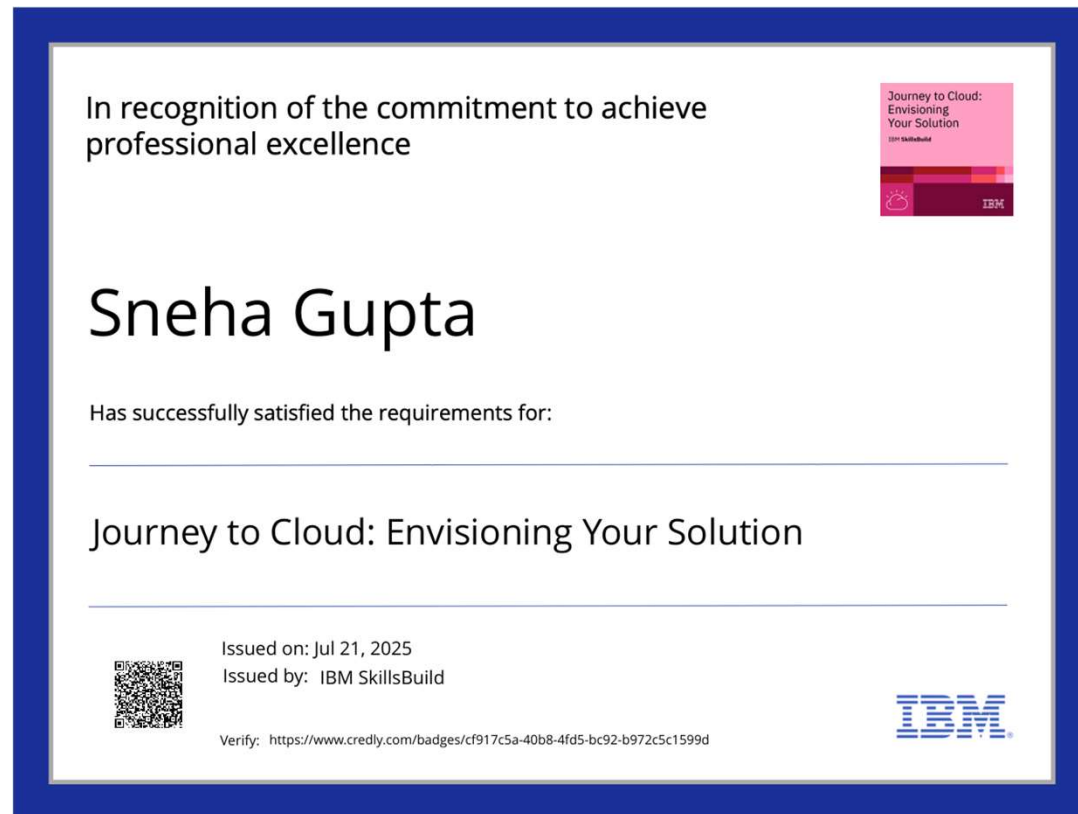 In recognition of the commitment to achieve
professional excellence
Journey to Cloud:
Envisioning
Your Solution
IBM SkillsBuild
IBM
Sneha Gupta
Has successfully satisfied the requirements for:
Journey to Cloud: Envisioning Your Solution
Issued on: Jul 21, 2025
Issued by: IBM SkillsBuild
Verify: https://www.credly.com/badges/cf917c5a-40b8-4fd5-bc92-b972c5c1599d
IBM®